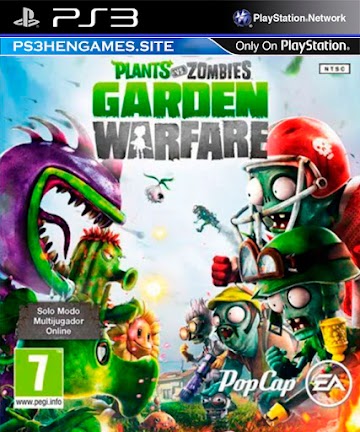 PS3
PlayStation Network
PS3HENGAMES.SITE
Only On PlayStation.
NTSC
PLANTS VS. ZOMBIES
GARDEN
WARFARE
Solo Modo
Multijugador
Online
7
www.pegi.info
PopCap
EA